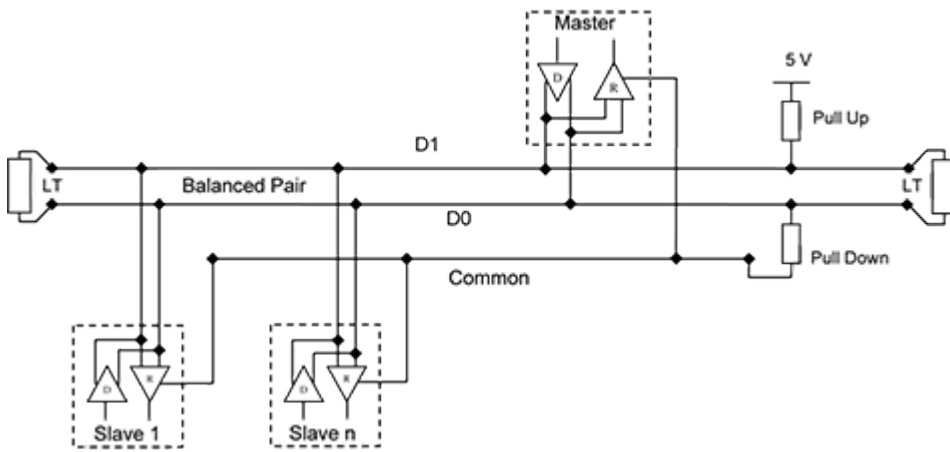 Master
D
R
5 V
Pull Up
D1
LT
Balanced Pair
LT
D0
Pull Down
Common
D
R
D
R
Slave 1
Slave n